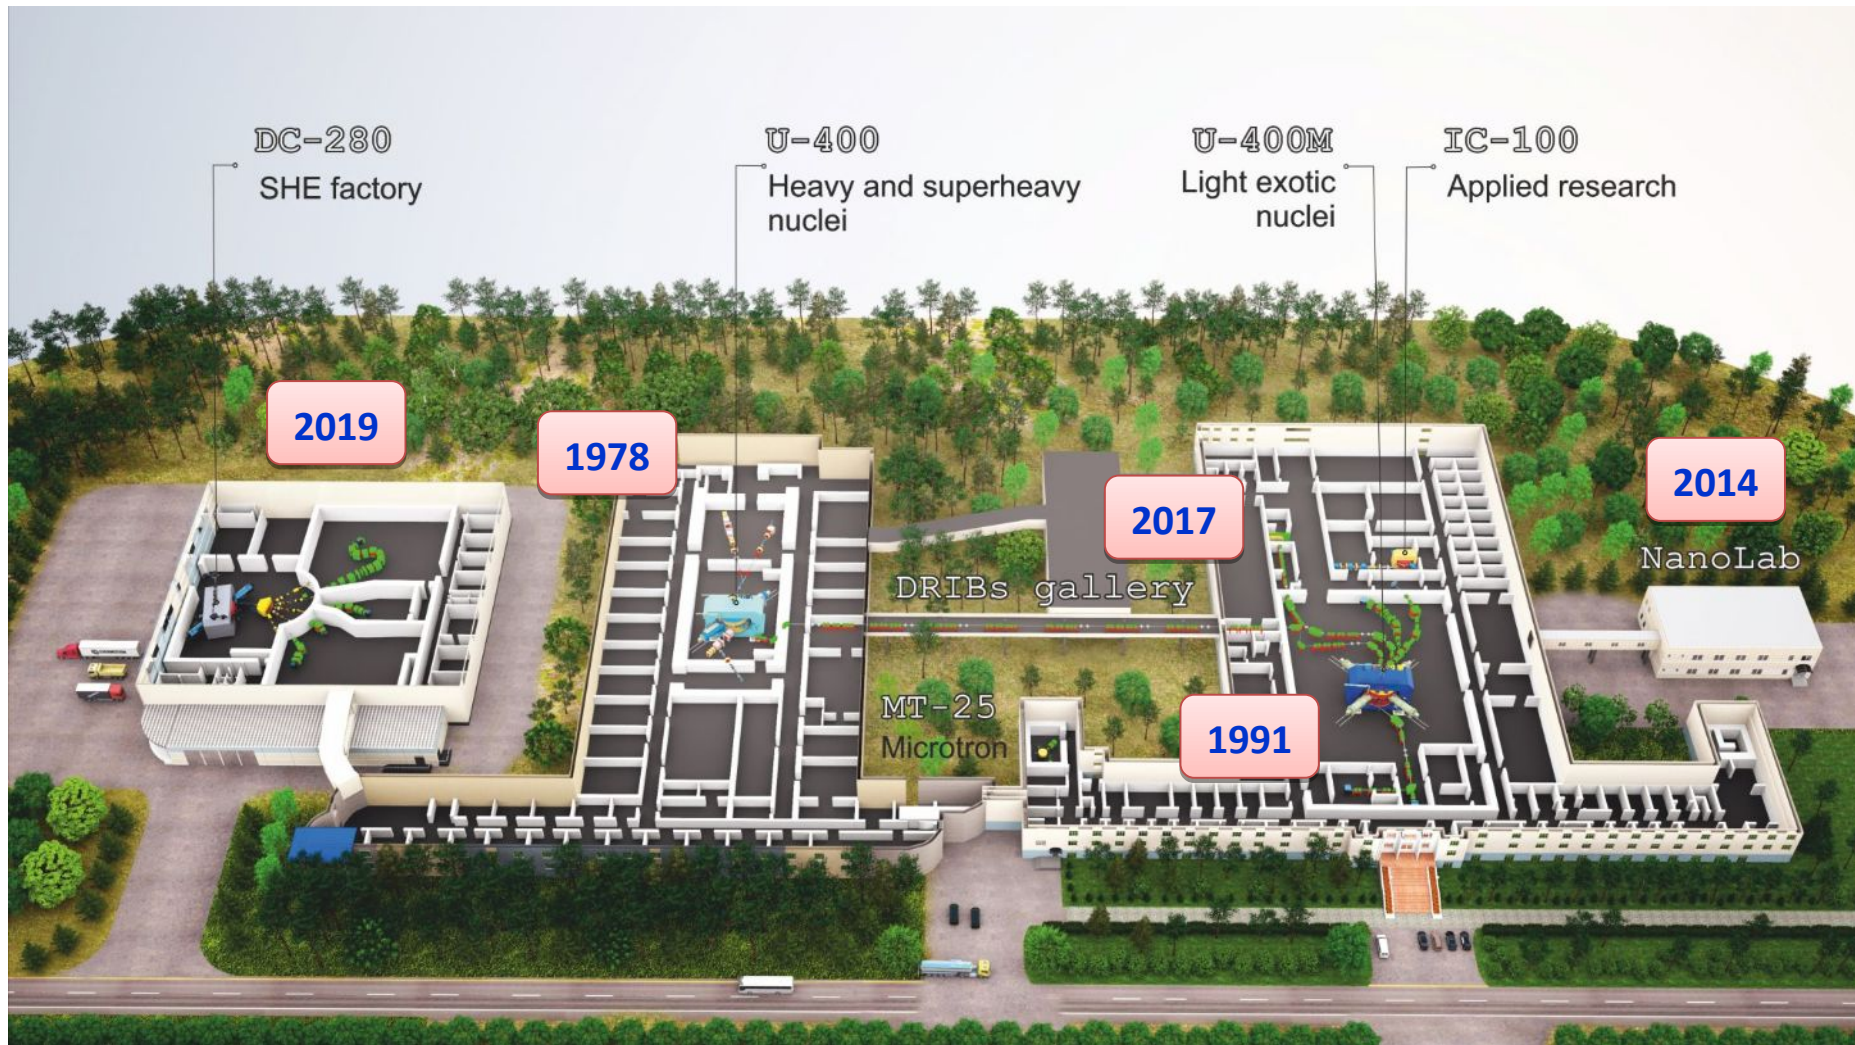 DC-280
SHE factory
U-400
Heavy and superheavy
nuclei
U-400M
Light exotic
nuclei
IC-100
Applied research
2019
1978
2017
2014
NanoLab
DRIBs gallery
MT-25
Microtron
1991